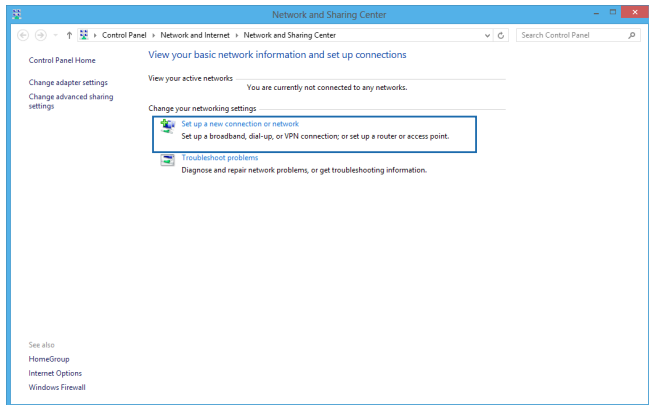 Network and Sharing Center
Control Panel › Network and Internet › Network and Sharing Center
Search Control Panel
Control Panel Home
Change adapter settings
Change advanced sharing
settings
View your basic network information and set up connections
View your active networks
You are currently not connected to any networks.
Change your networking settings
Set up a new connection or network
Set up a broadband, dial-up, or VPN connection; or set up a router or access point.
Troubleshoot problems
Diagnose and repair network problems, or get troubleshooting information.
See also
HomeGroup
Internet Options
Windows Firewall